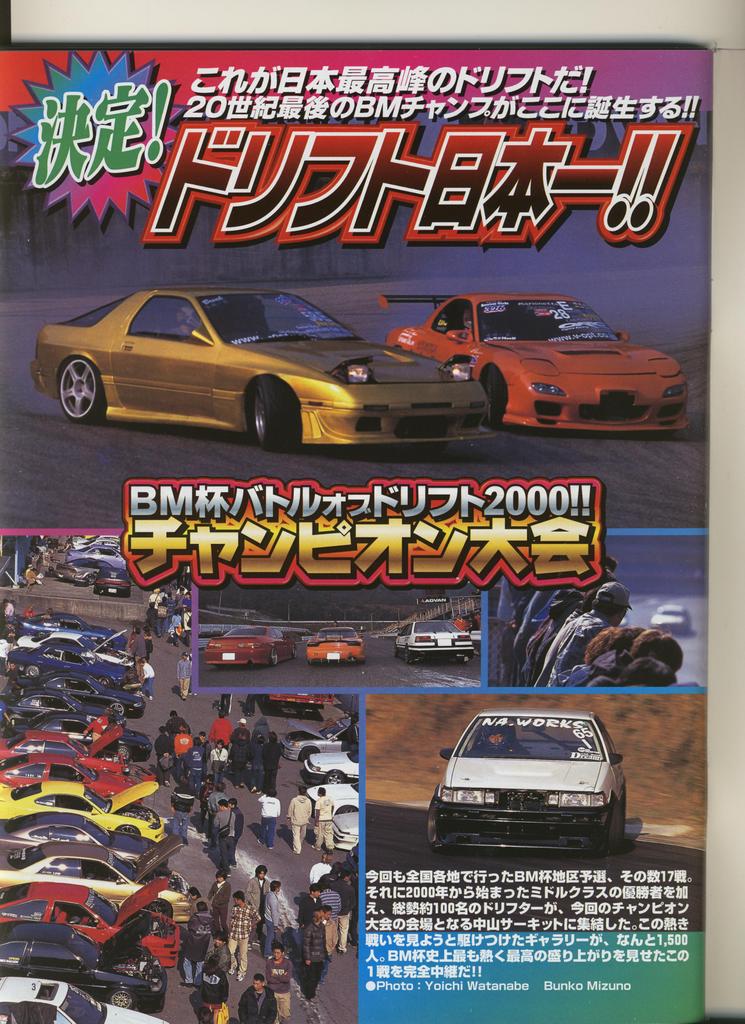 決定!
これが日本最高峰のドリフトだ!
20世紀最後のBMチャンプがここに誕生する!!
ドリフト日本一!!
E
326
28
BM杯バトルオブドリフト2000!!
チャンピオン大会
ADVAN
NA.WORKS
65
今回も全国各地で行ったBM杯地区予選、その数17戦。
それに2000年から始まったミドルクラスの優勝者を加
え、総勢約100名のドリフターが、今回のチャンピオン
大会の会場となる中山サーキットに集結した。この熱き
戦いを見ようと駆けつけたギャラリーが、なんと1,500
人。BM杯史上最も熱く最高の盛り上がりを見せたこの
1戦を完全中継だ!!
●Photo：Yoichi Watanabe　Bunko Mizuno